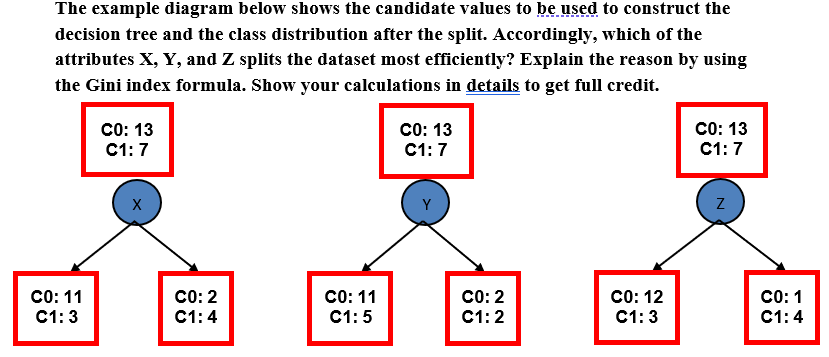 The example diagram below shows the candidate values to be used to construct the
decision tree and the class distribution after the split. Accordingly, which of the
attributes X, Y, and Z splits the dataset most efficiently? Explain the reason by using
the Gini index formula. Show your calculations in details to get full credit.
C0: 13
C1: 7
C0: 13
C1: 7
C0: 13
C1: 7
X
Y
Z
C0: 11
C1: 3
C0: 2
C1: 4
C0: 11
C1: 5
C0: 2
C1: 2
C0: 12
C1: 3
C0: 1
C1: 4